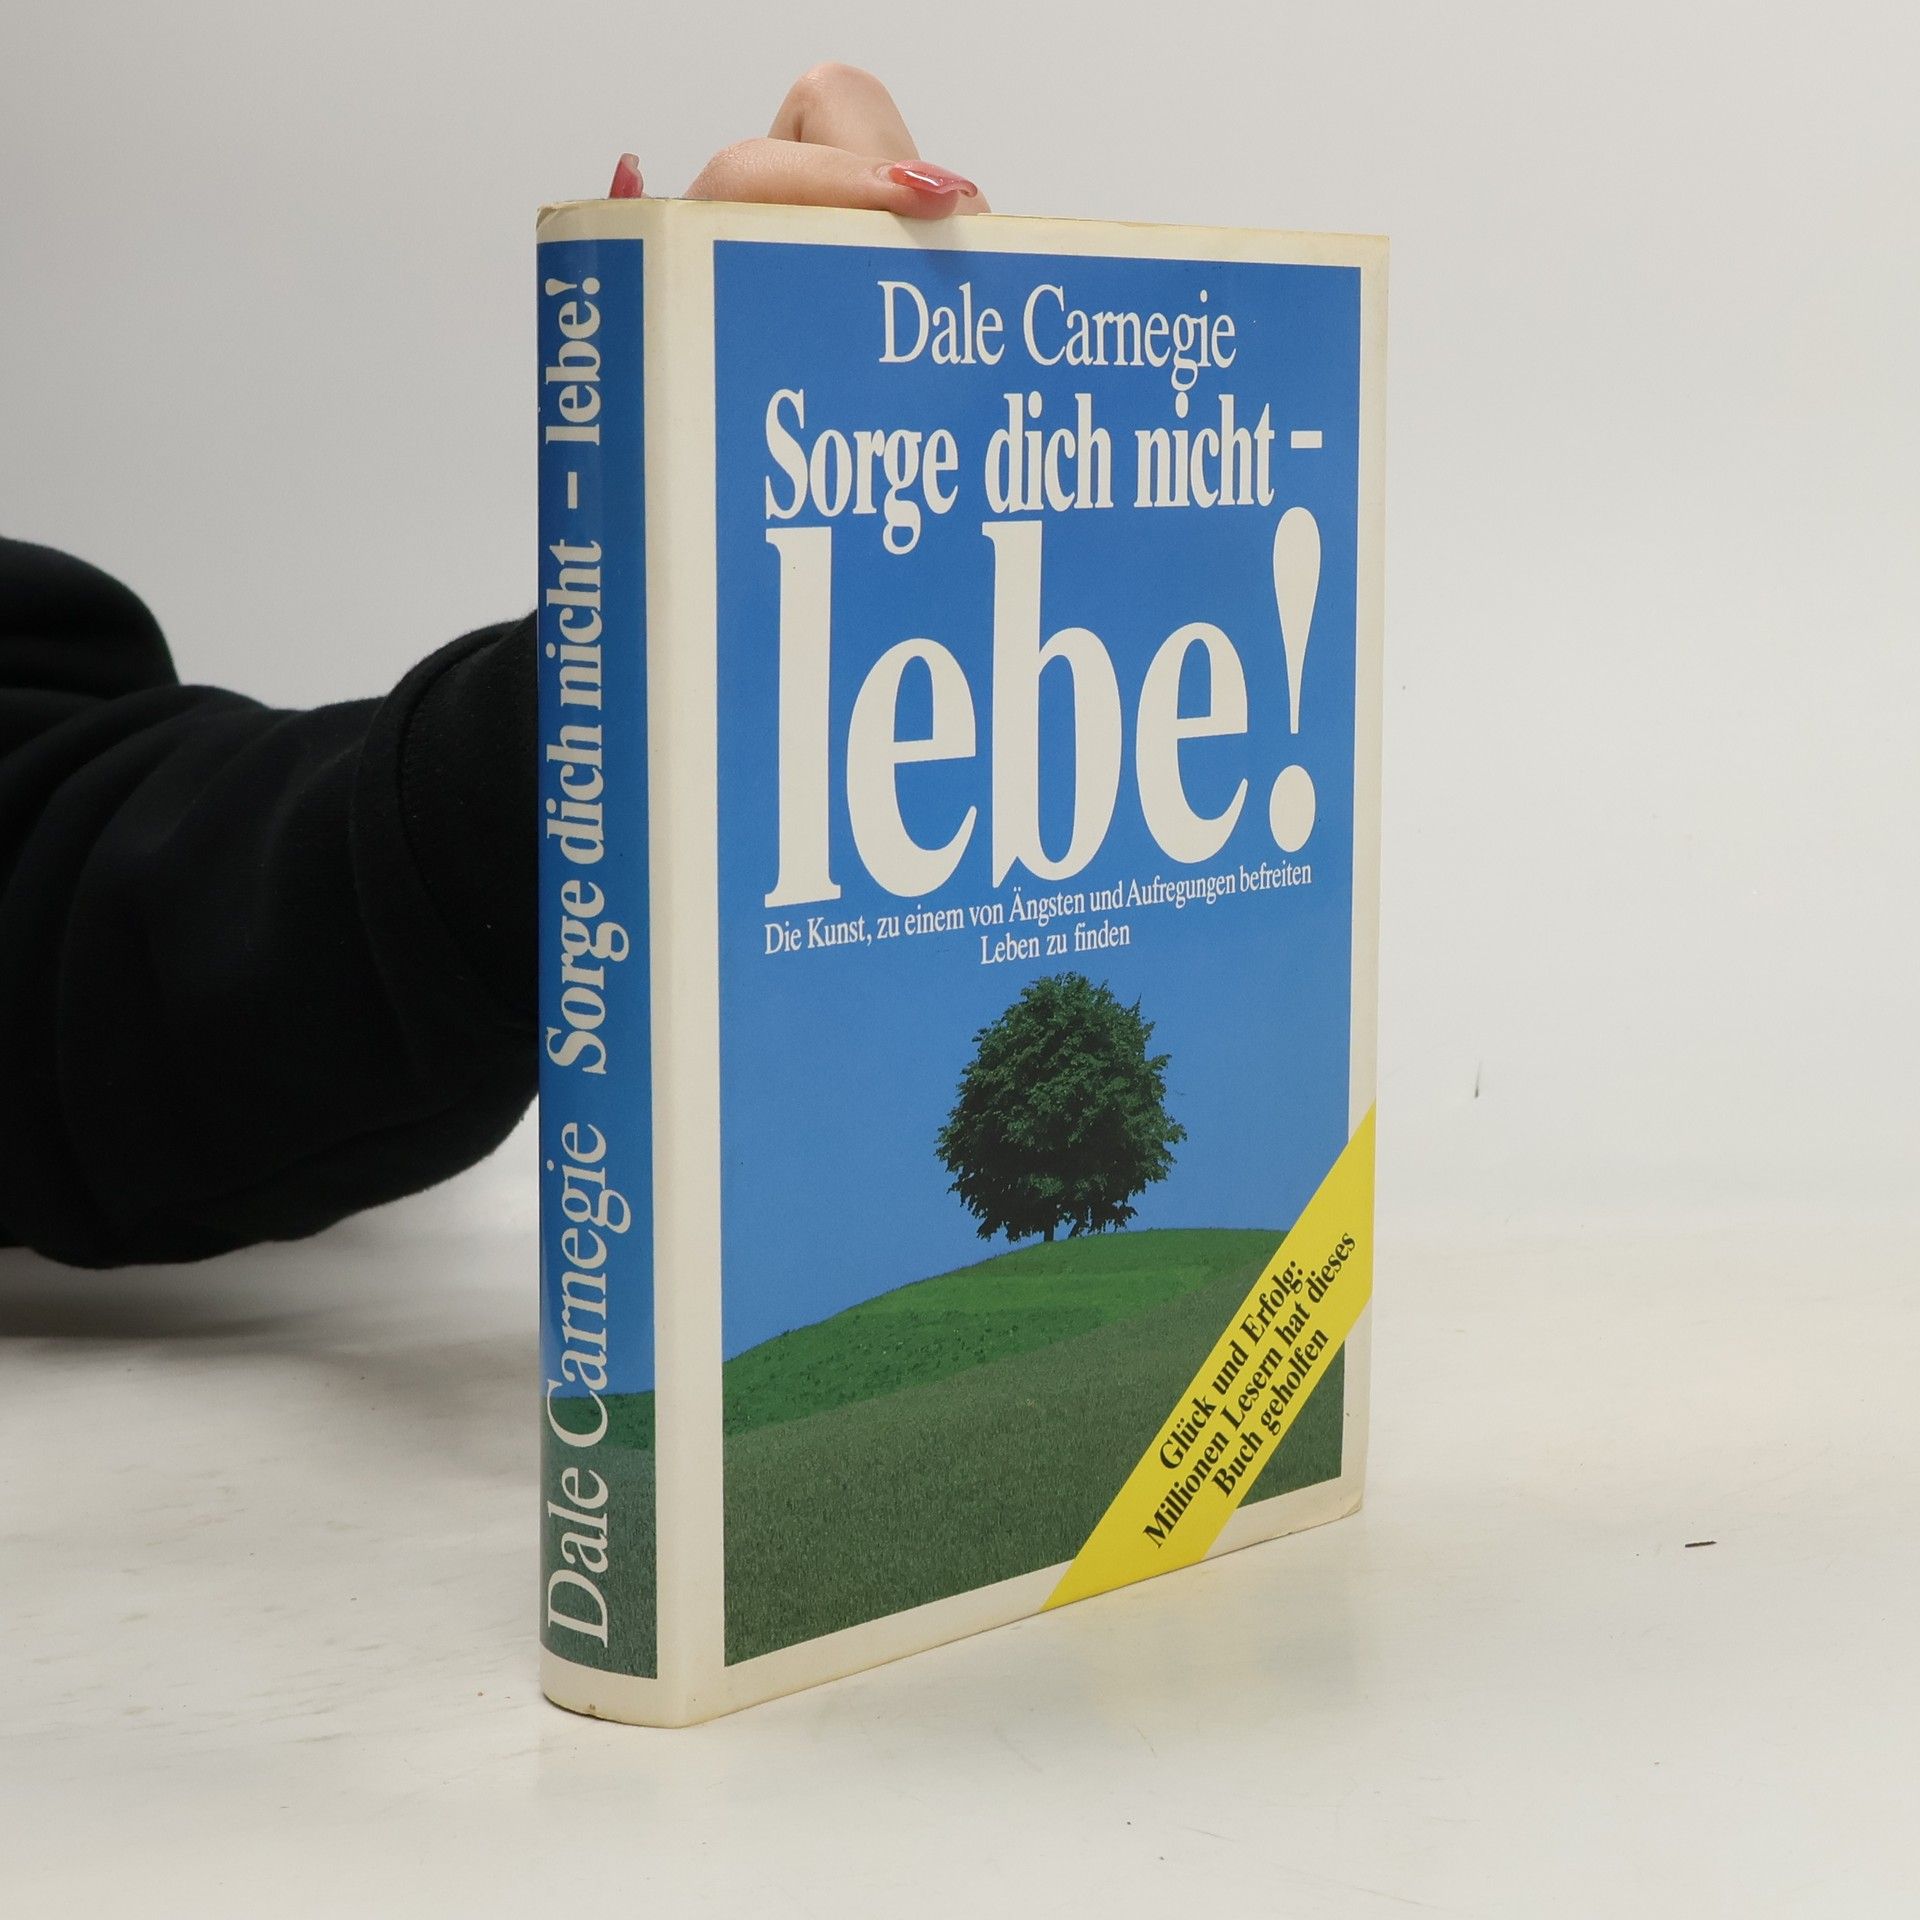 Dale Carnegie Sorge dich nicht – lebe!
Dale Carnegie
Sorge dich nicht –
lebe!
Die Kunst, zu einem von Ängsten und Aufregungen befreiten
Leben zu finden
Glück und Erfolg:
Millionen Lesern hat dieses
Buch geholfen